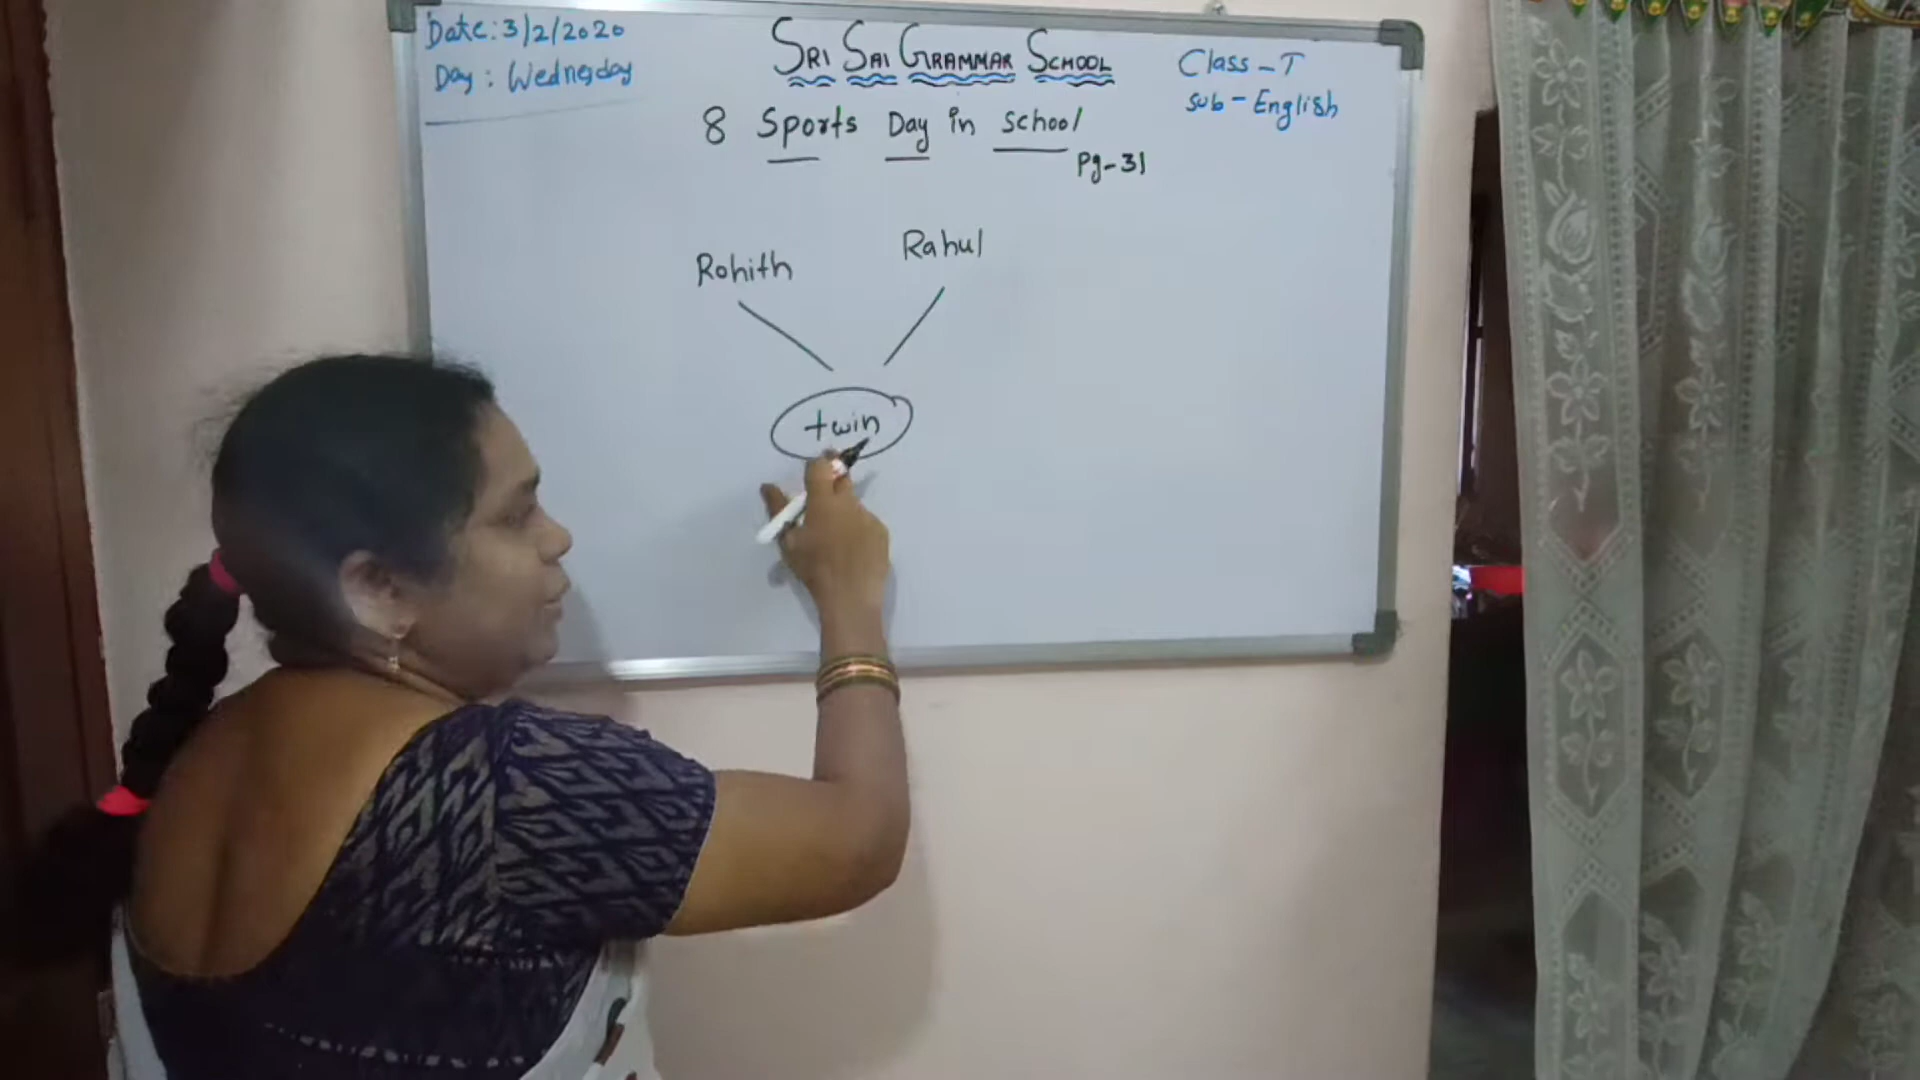 Date: 3/2/2020
Day: Wednesday
SRI SAI GRAMMAR SCHOOL
Class - I
Sub - English
8 Sports Day in School
Pg - 31
Rohith
Rahul
twin